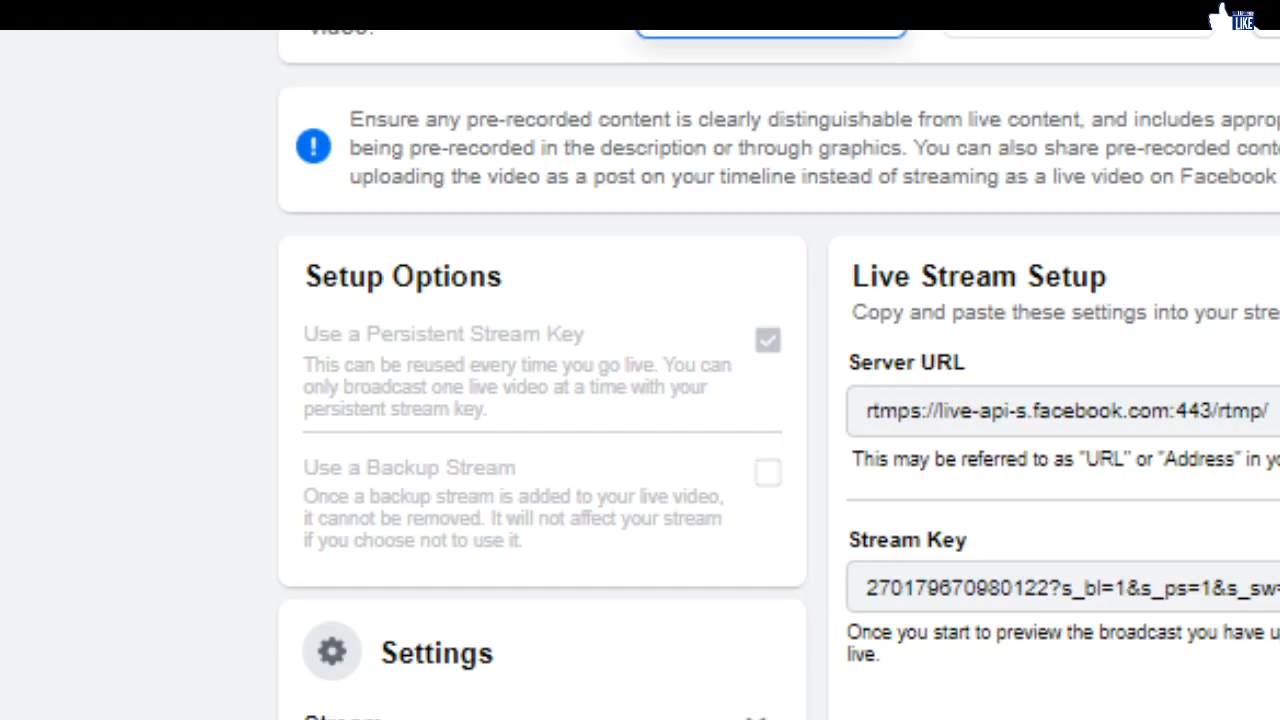 LIKE
video.
Ensure any pre-recorded content is clearly distinguishable from live content, and includes approp
being pre-recorded in the description or through graphics. You can also share pre-recorded cont
uploading the video as a post on your timeline instead of streaming as a live video on Facebook
Setup Options
Use a Persistent Stream Key
This can be reused every time you go live. You can
only broadcast one live video at a time with your
persistent stream key.
Use a Backup Stream
Once a backup stream is added to your live video,
it cannot be removed. It will not affect your stream
if you choose not to use it.
Settings
Stream
Live Stream Setup
Copy and paste these settings into your stre
Server URL
rtmps://live-api-s.facebook.com:443/rtmp/
This may be referred to as "URL" or "Address" in yo
Stream Key
270179670980122?s_bl=1&s_ps=1&s_sw=
Once you start to preview the broadcast you have u
live.